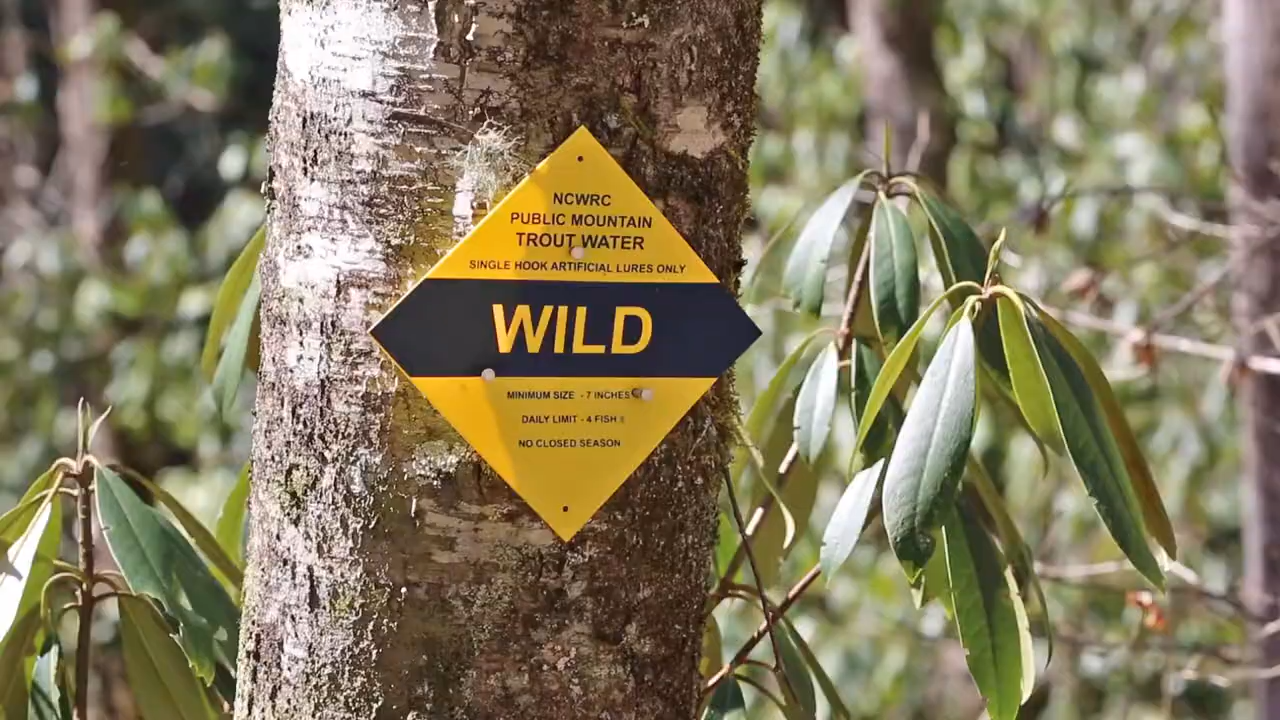 NCWRC
PUBLIC MOUNTAIN
TROUT WATER
SINGLE HOOK ARTIFICIAL LURES ONLY
WILD
MINIMUM SIZE - 7 INCHES
DAILY LIMIT - 4 FISH
NO CLOSED SEASON